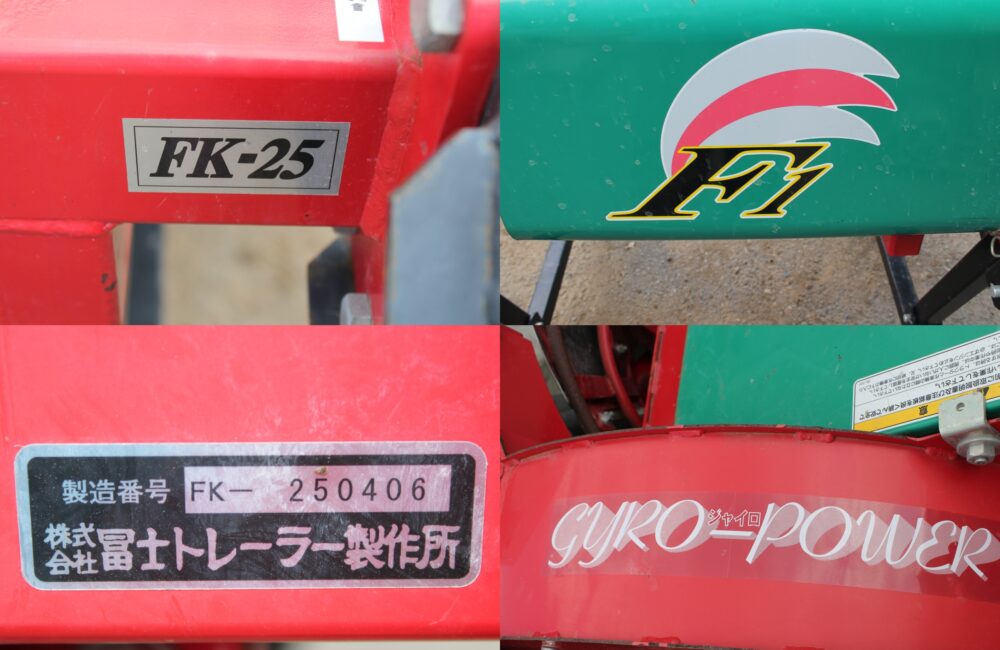 FK-25
F1
製造番号 FK— 250406
株式会社 冨士トレーラー製作所
ジャイロ
GYRO-POWER